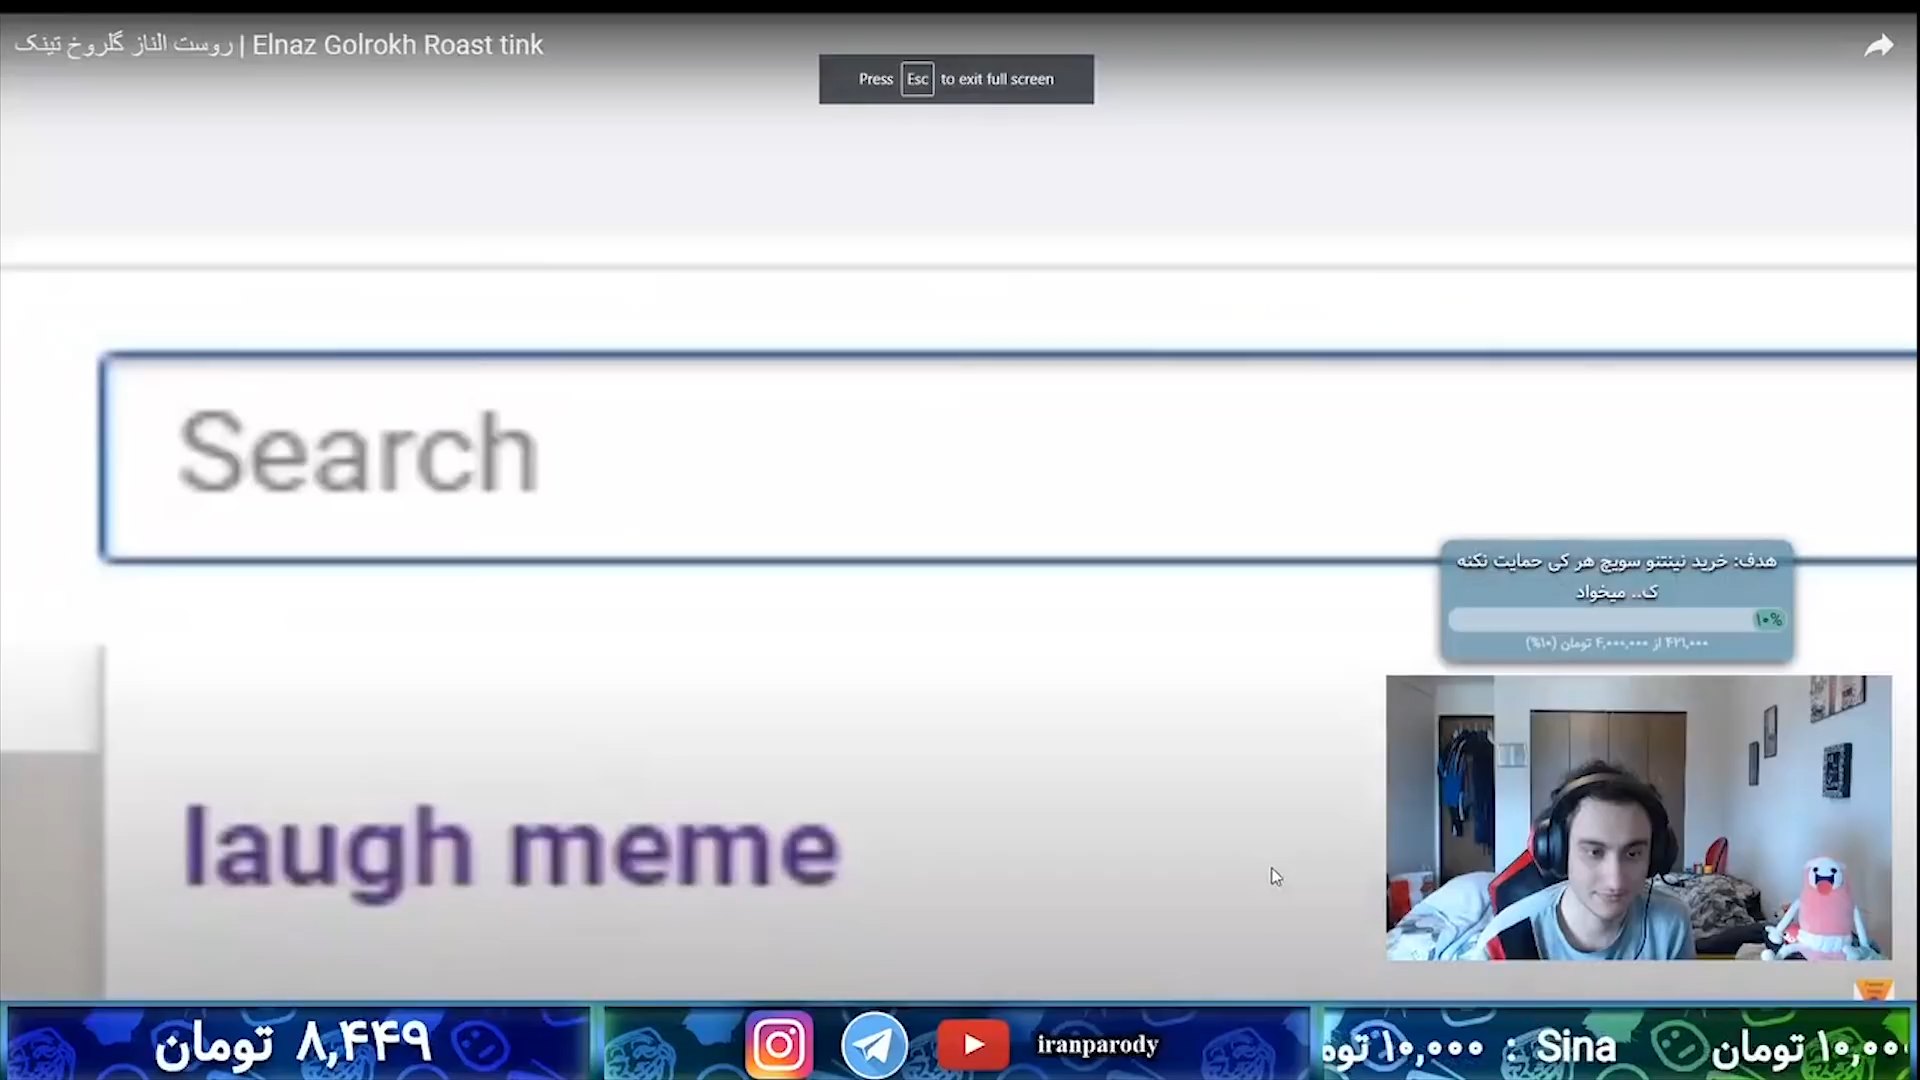 روست الناز گلروخ تینک | Elnaz Golrokh Roast tink
Press Esc to exit full screen
Search
هدف: خرید نینتنو سویچ هر کی حمایت نکنه
ک.. میخواد
۱۰%
۴۲۱,۰۰۰ از ۴,۰۰۰,۰۰۰ تومان (۱۰%)
laugh meme
۸,۴۴۹ تومان
iranparody
Sina : ۱۰,۰۰۰
تومان